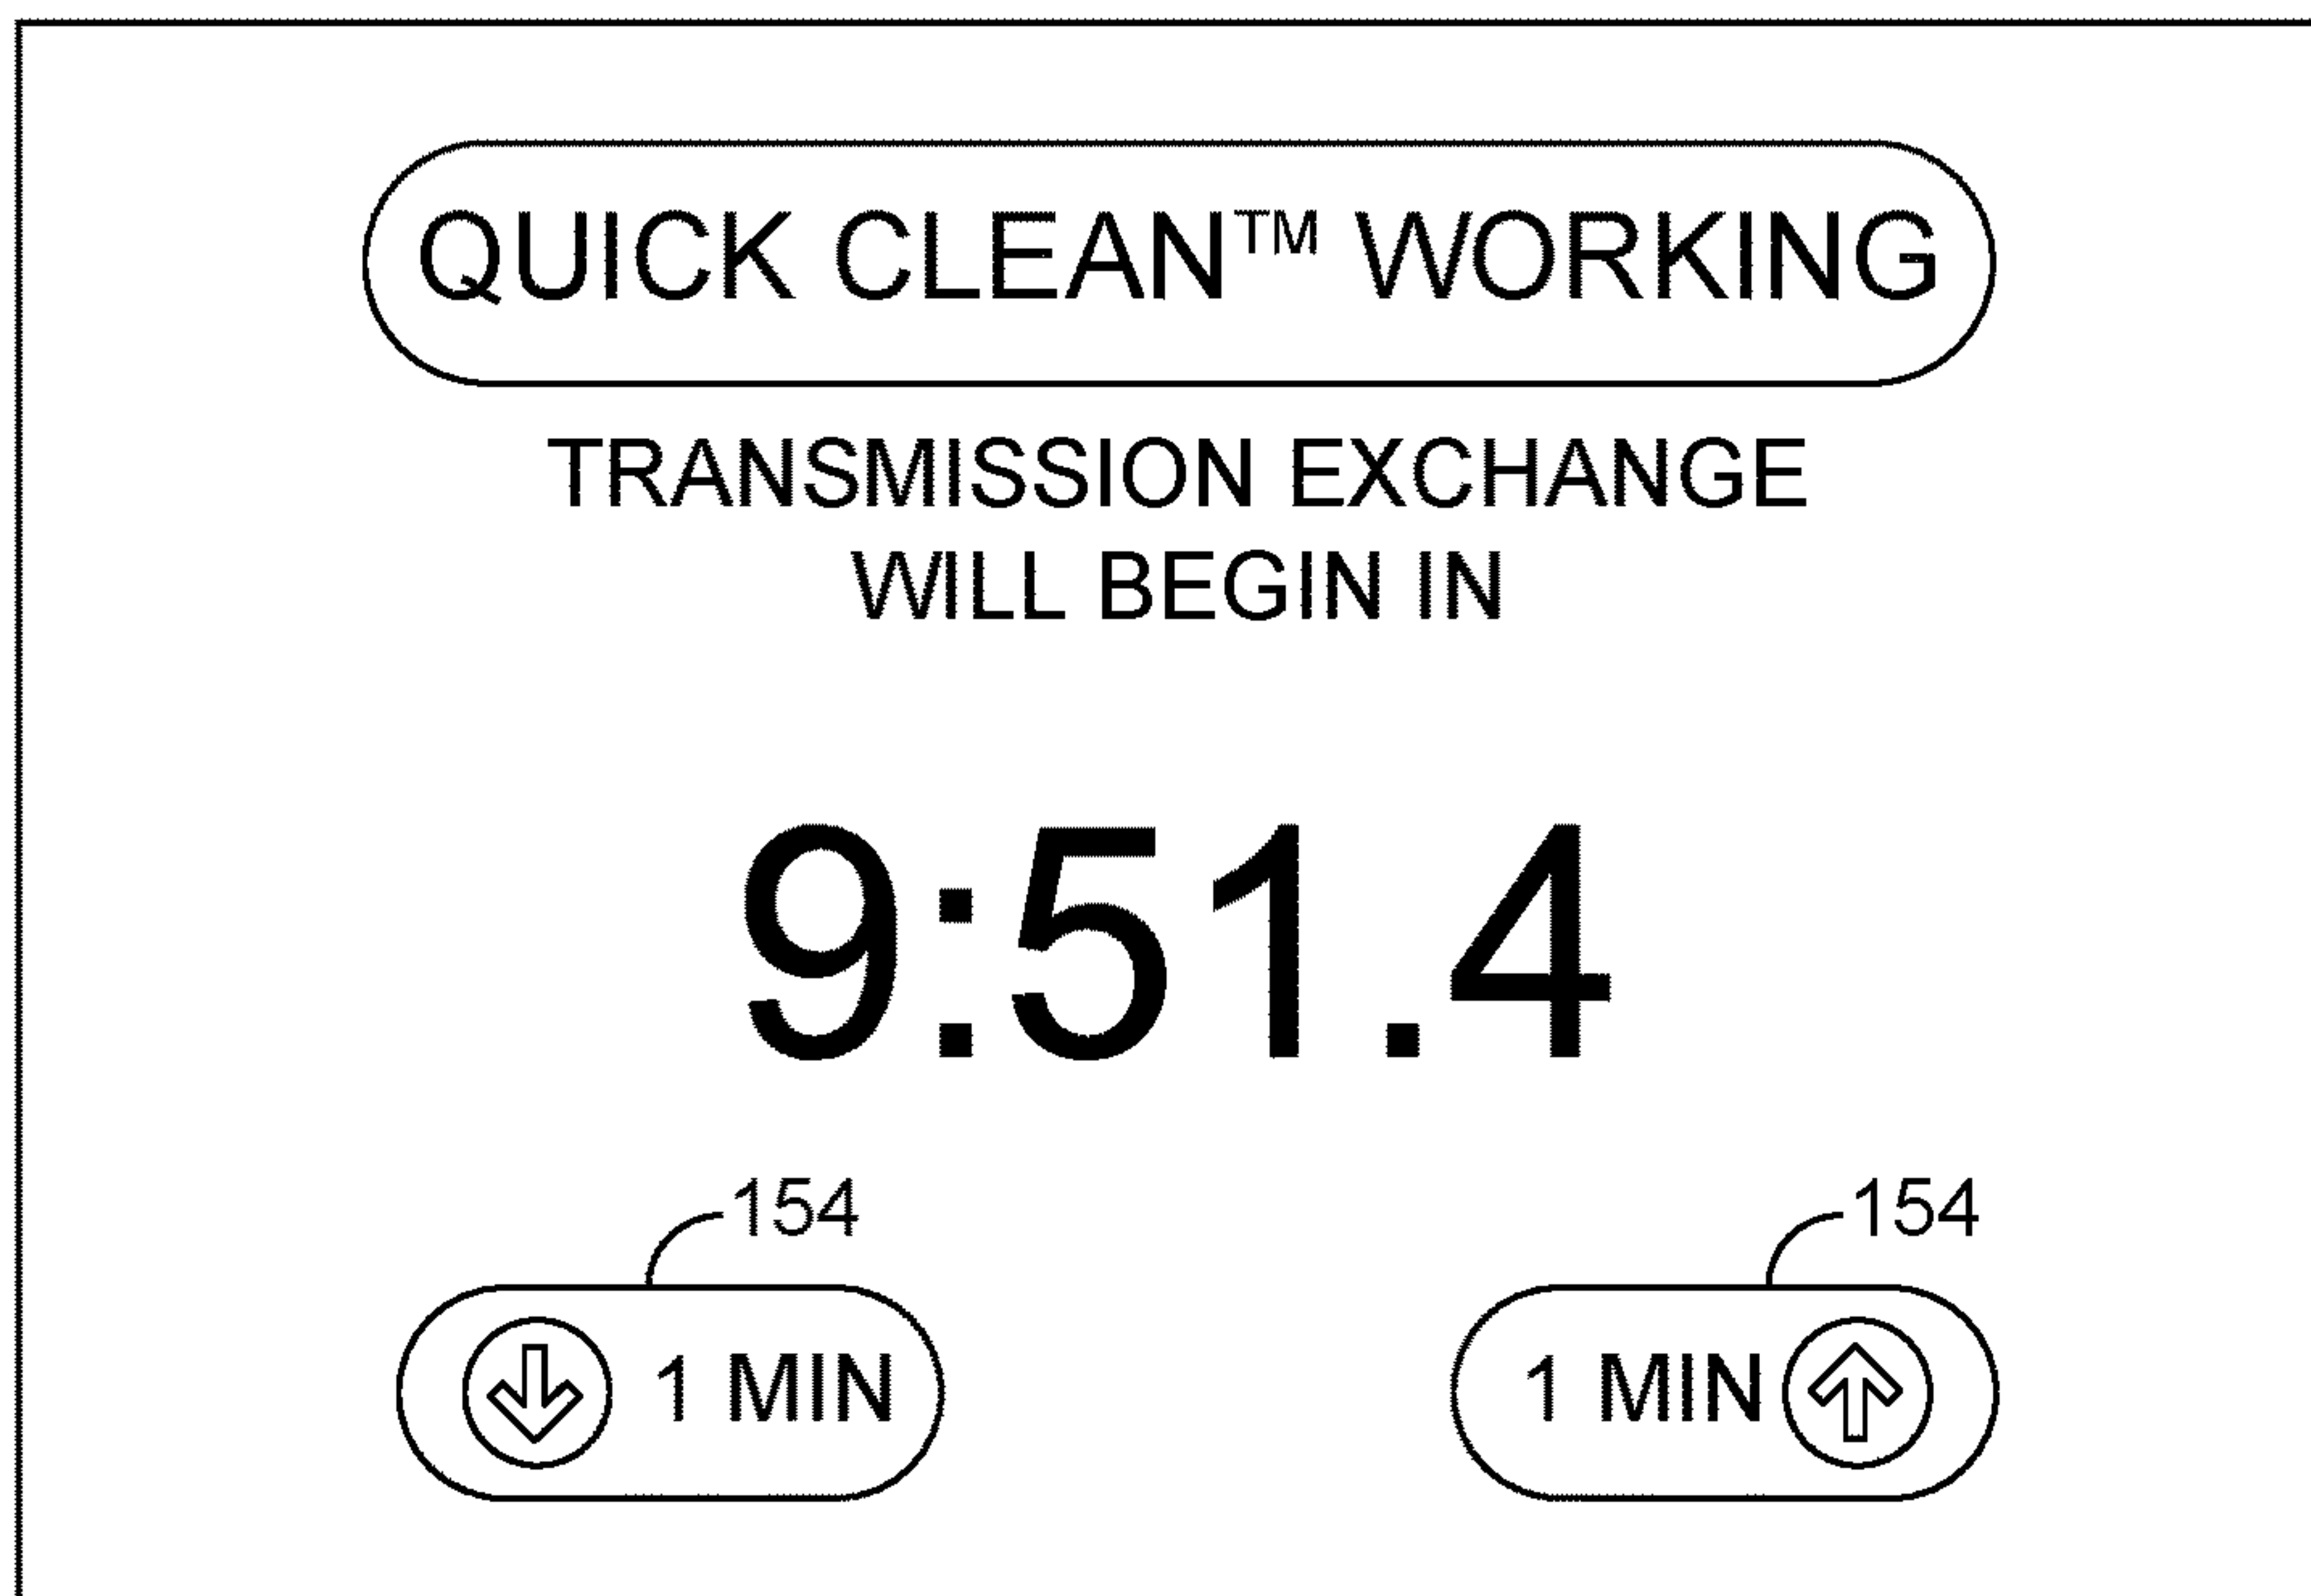 QUICK CLEAN™ WORKING
TRANSMISSION EXCHANGE
WILL BEGIN IN
9:51.4
154
154
1 MIN
1 MIN